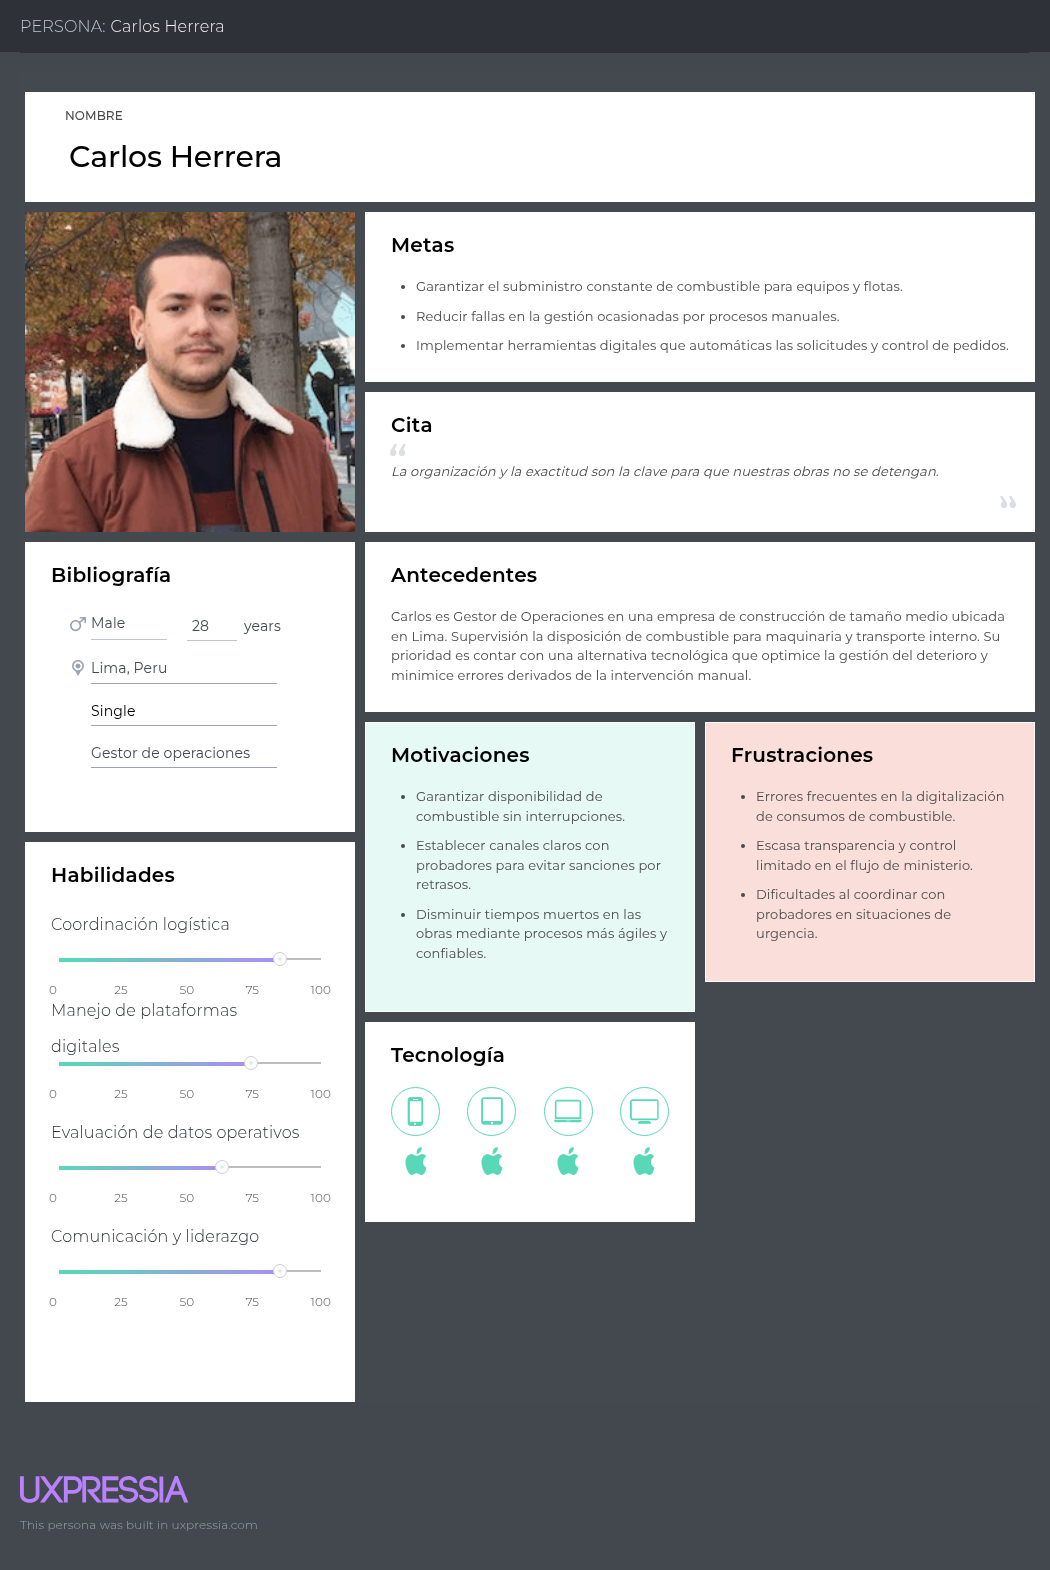 PERSONA: Carlos Herrera
NOMBRE
Carlos Herrera
Metas
Garantizar el subministro constante de combustible para equipos y flotas.
Reducir fallas en la gestión ocasionadas por procesos manuales.
Implementar herramientas digitales que automáticas las solicitudes y control de pedidos.
Cita
“
La organización y la exactitud son la clave para que nuestras obras no se detengan.
”
Bibliografía
Male 28 years
Lima, Peru
Single
Gestor de operaciones
Antecedentes
Carlos es Gestor de Operaciones en una empresa de construcción de tamaño medio ubicada
en Lima. Supervisión la disposición de combustible para maquinaria y transporte interno. Su
prioridad es contar con una alternativa tecnológica que optimice la gestión del deterioro y
minimice errores derivados de la intervención manual.
Motivaciones
Garantizar disponibilidad de
combustible sin interrupciones.
Establecer canales claros con
probadores para evitar sanciones por
retrasos.
Disminuir tiempos muertos en las
obras mediante procesos más ágiles y
confiables.
Frustraciones
Errores frecuentes en la digitalización
de consumos de combustible.
Escasa transparencia y control
limitado en el flujo de ministerio.
Dificultades al coordinar con
probadores en situaciones de
urgencia.
Habilidades
Coordinación logística
0 25 50 75 100
Manejo de plataformas
digitales
0 25 50 75 100
Evaluación de datos operativos
0 25 50 75 100
Comunicación y liderazgo
0 25 50 75 100
Tecnología
UXPRESSIA
This persona was built in uxpressia.com